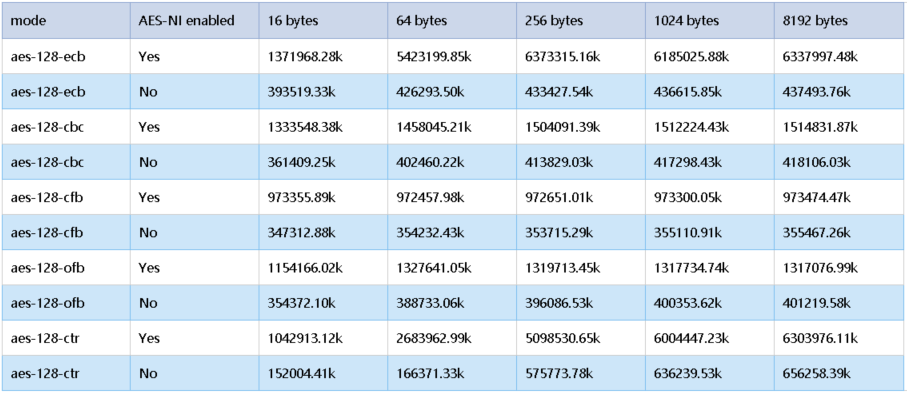 mode AES-NI enabled 16 bytes 64 bytes 256 bytes 1024 bytes 8192 bytes
aes-128-ecb Yes 1371968.28k 5423199.85k 6373315.16k 6185025.88k 6337997.48k
aes-128-ecb No 393519.33k 426293.50k 433427.54k 436615.85k 437493.76k
aes-128-cbc Yes 1333548.38k 1458045.21k 1504091.39k 1512224.43k 1514831.87k
aes-128-cbc No 361409.25k 402460.22k 413829.03k 417298.43k 418106.03k
aes-128-cfb Yes 973355.89k 972457.98k 972651.01k 973300.05k 973474.47k
aes-128-cfb No 347312.88k 354232.43k 353715.29k 355110.91k 355467.26k
aes-128-ofb Yes 1154166.02k 1327641.05k 1319713.45k 1317734.74k 1317076.99k
aes-128-ofb No 354372.10k 388733.06k 396086.53k 400353.62k 401219.58k
aes-128-ctr Yes 1042913.12k 2683962.99k 5098530.65k 6004447.23k 6303976.11k
aes-128-ctr No 152004.41k 166371.33k 575773.78k 636239.53k 656258.39k